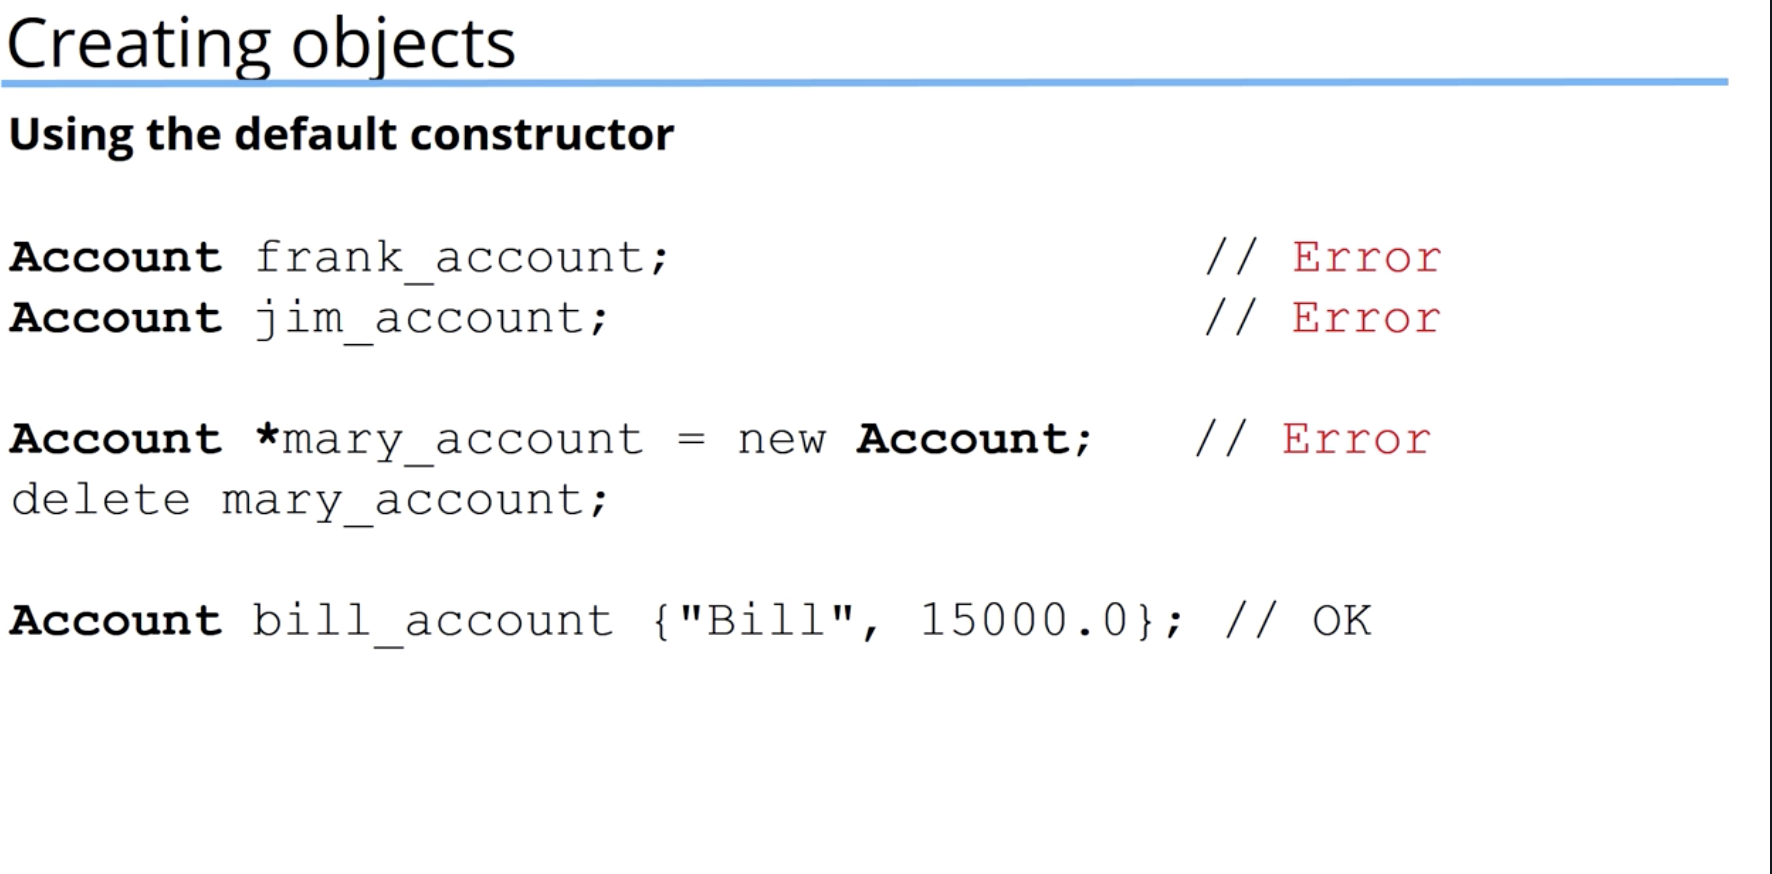 Creating objects
Using the default constructor
Account frank_account; // Error
Account jim_account; // Error
Account *mary_account = new Account; // Error
delete mary_account;
Account bill_account {"Bill", 15000.0}; // OK